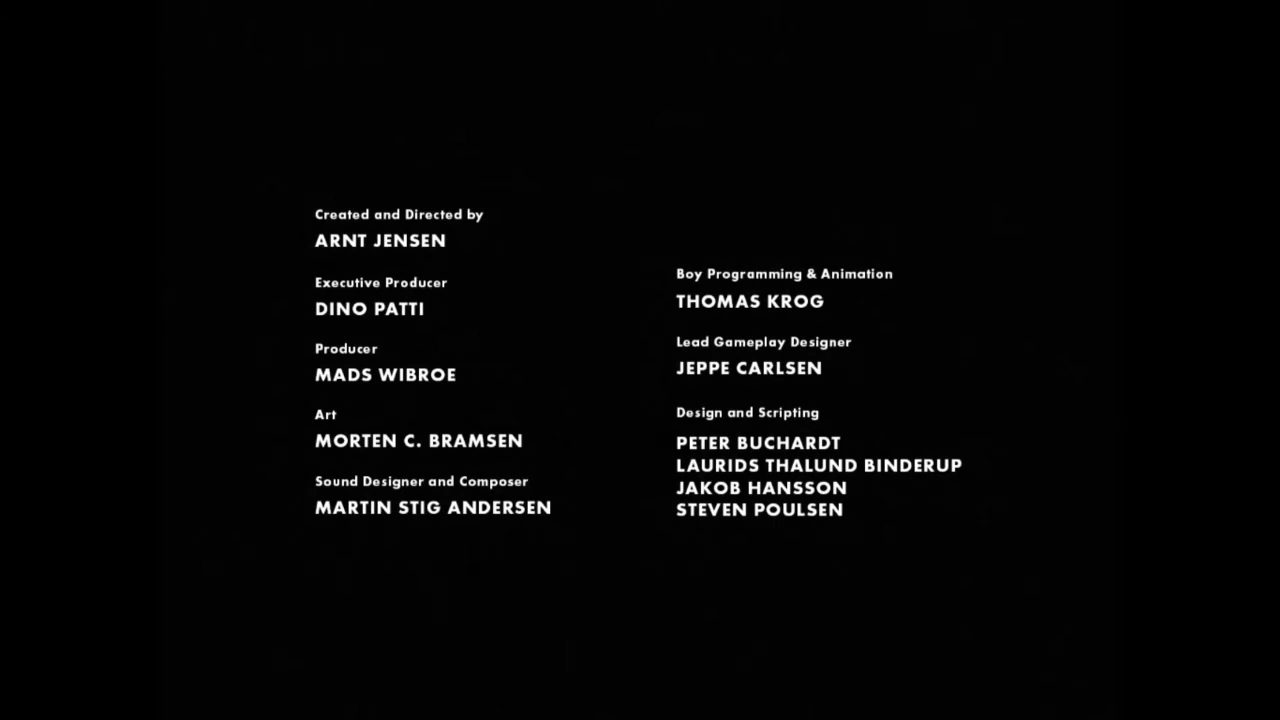 Created and Directed by
ARNT JENSEN
Executive Producer
DINO PATTI
Producer
MADS WIBROE
Art
MORTEN C. BRAMSEN
Sound Designer and Composer
MARTIN STIG ANDERSEN
Boy Programming & Animation
THOMAS KROG
Lead Gameplay Designer
JEPPE CARLSEN
Design and Scripting
PETER BUCHARDT
LAURIDS THALUND BINDERUP
JAKOB HANSSON
STEVEN POULSEN